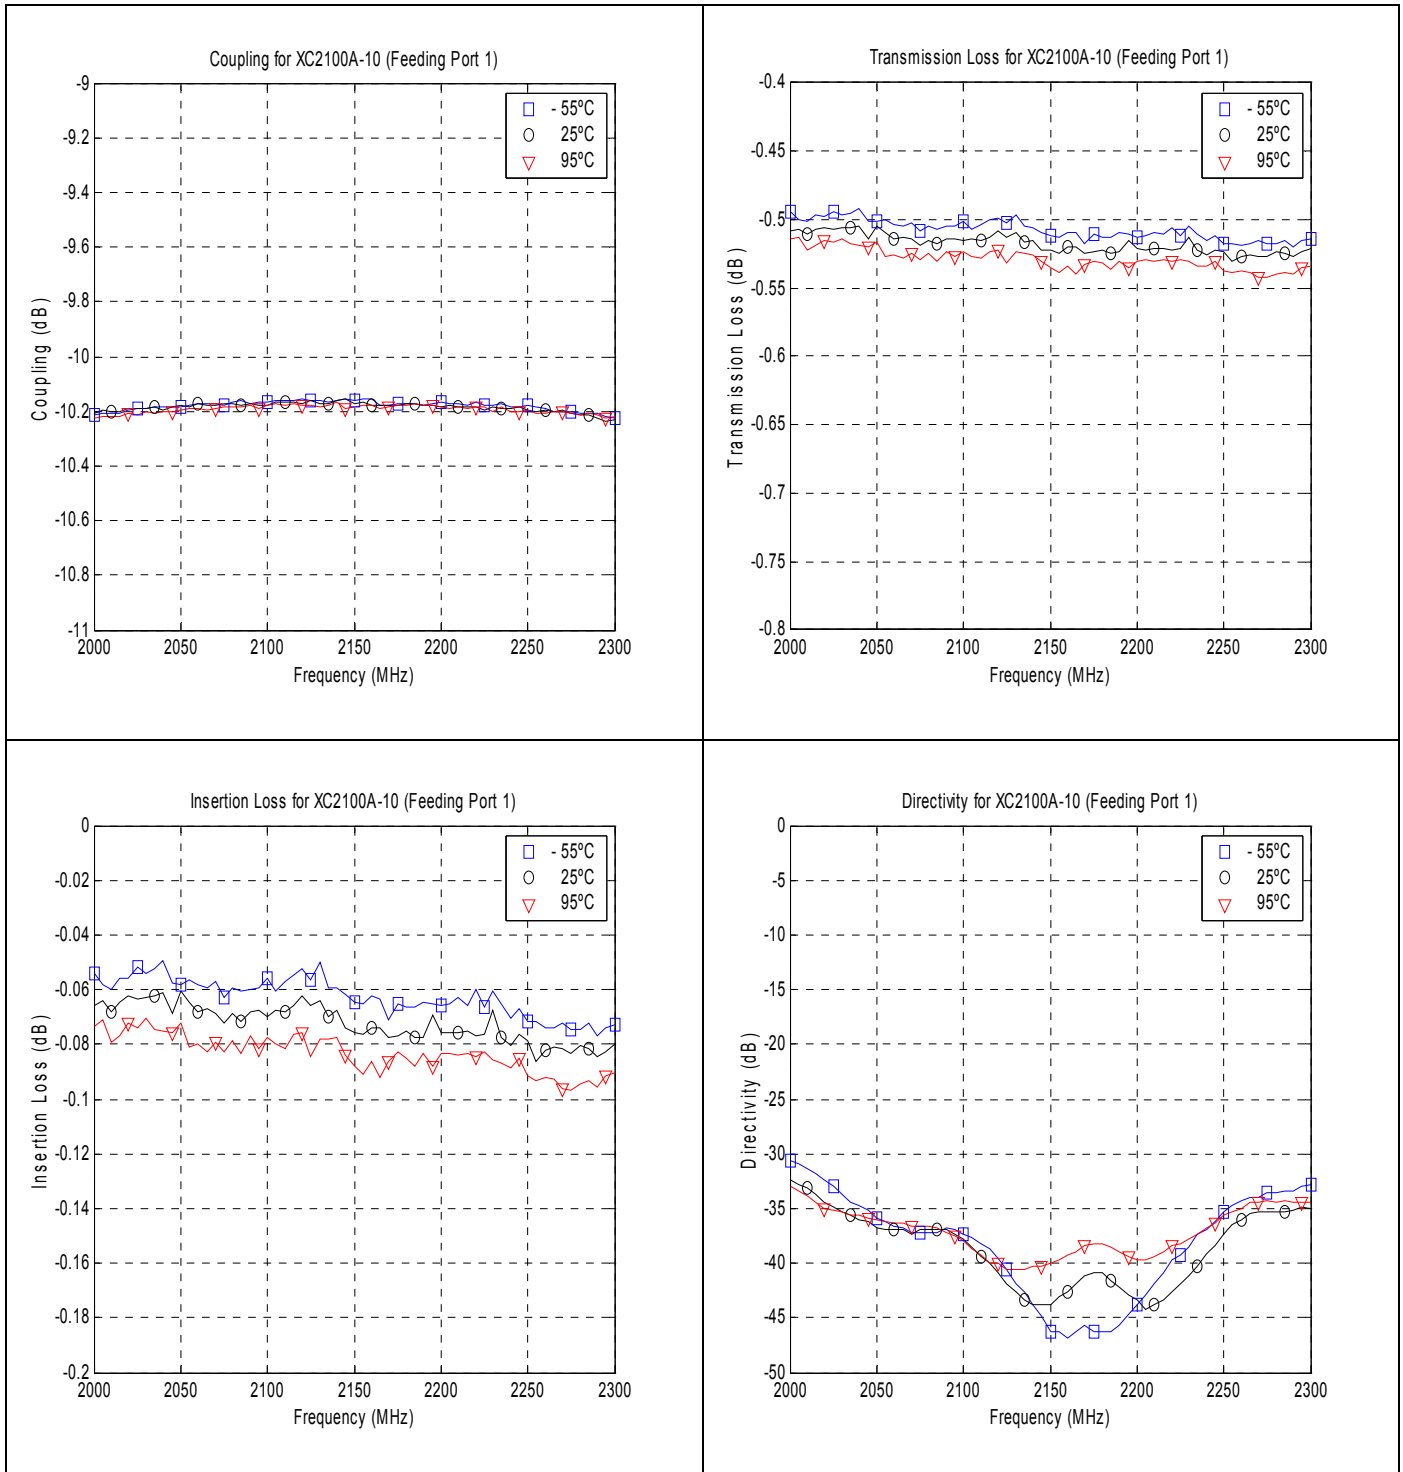 Coupling for XC2100A-10 (Feeding Port 1)
-9
-9.2
-9.4
-9.6
-9.8
-10
-10.2
-10.4
-10.6
-10.8
-11
Coupling (dB)
- 55ºC
25ºC
95ºC
2000 2050 2100 2150 2200 2250 2300
Frequency (MHz)
Transmission Loss for XC2100A-10 (Feeding Port 1)
-0.4
-0.45
-0.5
-0.55
-0.6
-0.65
-0.7
-0.75
-0.8
Transmission Loss (dB)
- 55ºC
25ºC
95ºC
2000 2050 2100 2150 2200 2250 2300
Frequency (MHz)
Insertion Loss for XC2100A-10 (Feeding Port 1)
0
-0.02
-0.04
-0.06
-0.08
-0.1
-0.12
-0.14
-0.16
-0.18
-0.2
Insertion Loss (dB)
- 55ºC
25ºC
95ºC
2000 2050 2100 2150 2200 2250 2300
Frequency (MHz)
Directivity for XC2100A-10 (Feeding Port 1)
0
-5
-10
-15
-20
-25
-30
-35
-40
-45
-50
Directivity (dB)
- 55ºC
25ºC
95ºC
2000 2050 2100 2150 2200 2250 2300
Frequency (MHz)